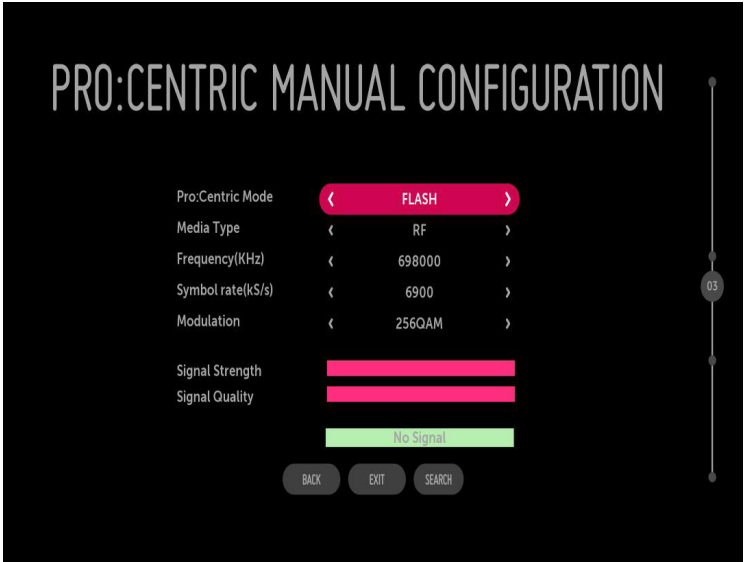 PRO:CENTRIC MANUAL CONFIGURATION
Pro:Centric Mode ‹ FLASH ›
Media Type ‹ RF ›
Frequency(KHz) ‹ 698000 ›
Symbol rate(kS/s) ‹ 6900 ›
03
Modulation ‹ 256QAM ›
Signal Strength
Signal Quality
No Signal
BACK EXIT SEARCH